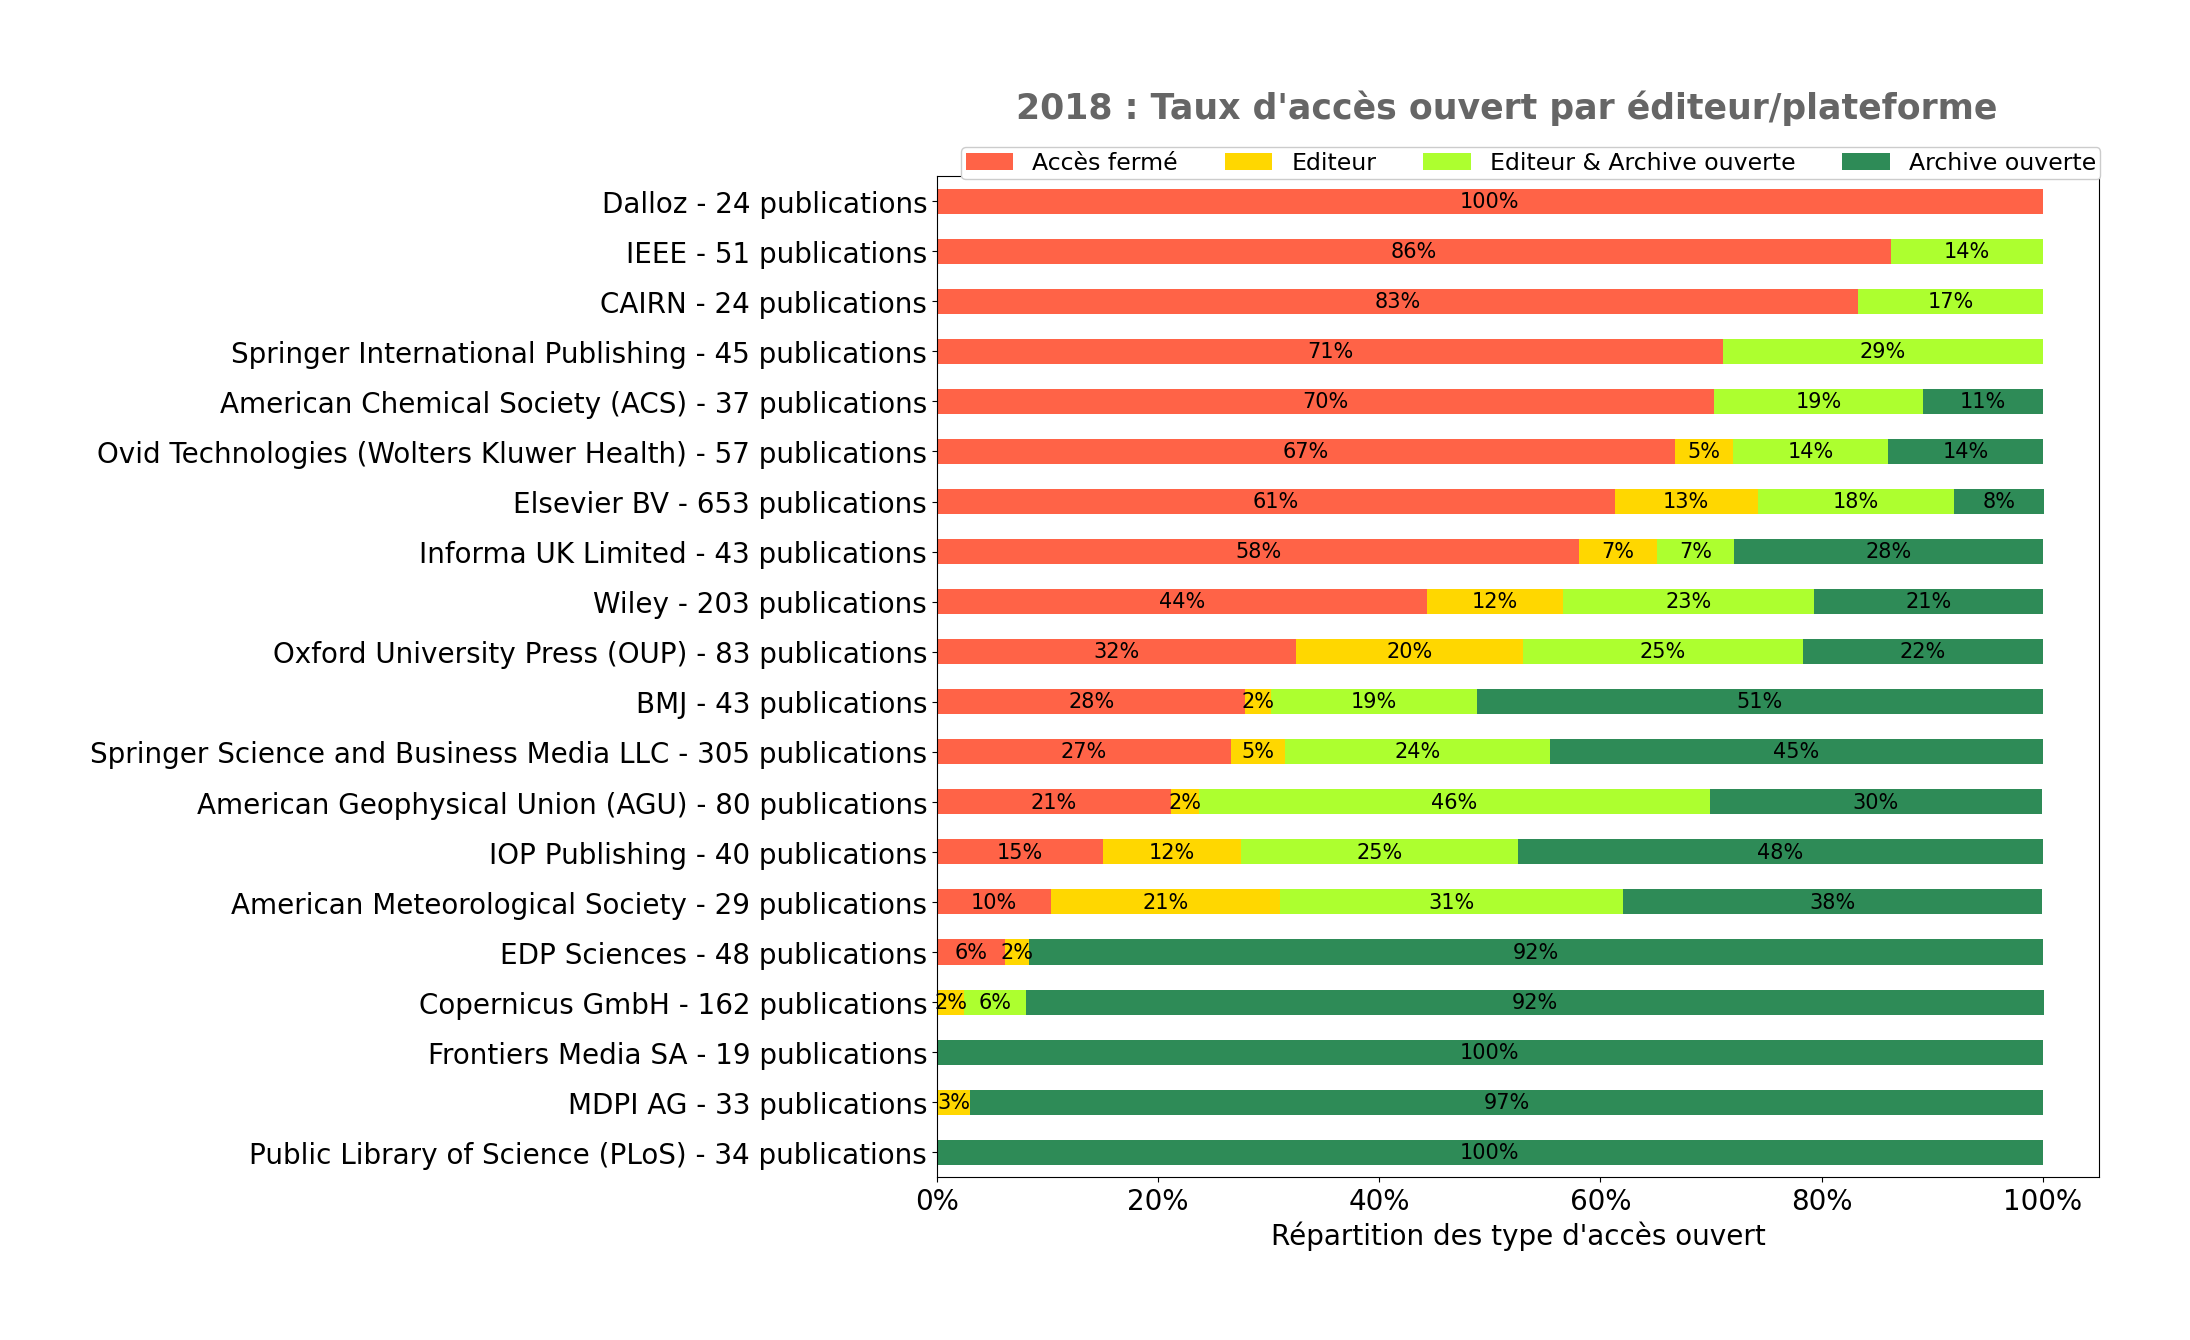 2018 : Taux d'accès ouvert par éditeur/plateforme
Accès fermé Editeur Editeur & Archive ouverte Archive ouverte
Dalloz - 24 publications 100%
IEEE - 51 publications 86% 14%
CAIRN - 24 publications 83% 17%
Springer International Publishing - 45 publications 71% 29%
American Chemical Society (ACS) - 37 publications 70% 19% 11%
Ovid Technologies (Wolters Kluwer Health) - 57 publications 67% 5% 14% 14%
Elsevier BV - 653 publications 61% 13% 18% 8%
Informa UK Limited - 43 publications 58% 7% 7% 28%
Wiley - 203 publications 44% 12% 23% 21%
Oxford University Press (OUP) - 83 publications 32% 20% 25% 22%
BMJ - 43 publications 28% 2% 19% 51%
Springer Science and Business Media LLC - 305 publications 27% 5% 24% 45%
American Geophysical Union (AGU) - 80 publications 21% 2% 46% 30%
IOP Publishing - 40 publications 15% 12% 25% 48%
American Meteorological Society - 29 publications 10% 21% 31% 38%
EDP Sciences - 48 publications 6% 2% 92%
Copernicus GmbH - 162 publications 2% 6% 92%
Frontiers Media SA - 19 publications 100%
MDPI AG - 33 publications 3% 97%
Public Library of Science (PLoS) - 34 publications 100%
0% 20% 40% 60% 80% 100%
Répartition des type d'accès ouvert